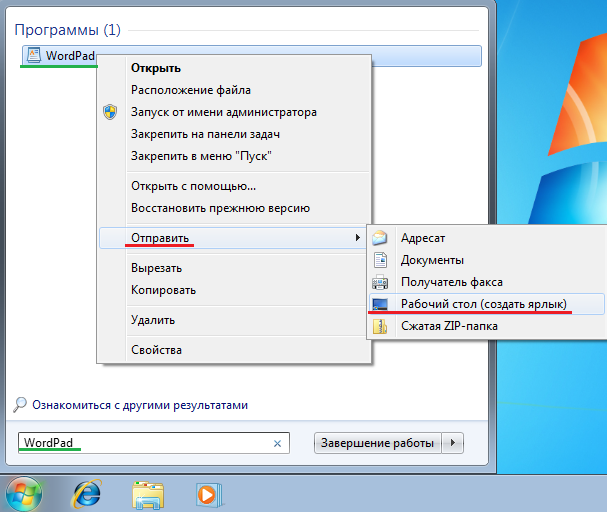 Программы (1)
WordPad
Открыть
Расположение файла
Запуск от имени администратора
Закрепить на панели задач
Закрепить в меню "Пуск"
Открыть с помощью...
Восстановить прежнюю версию
Отправить
Вырезать
Копировать
Удалить
Свойства
Адресат
Документы
Получатель факса
Рабочий стол (создать ярлык)
Сжатая ZIP-папка
Ознакомиться с другими результатами
WordPad
Завершение работы